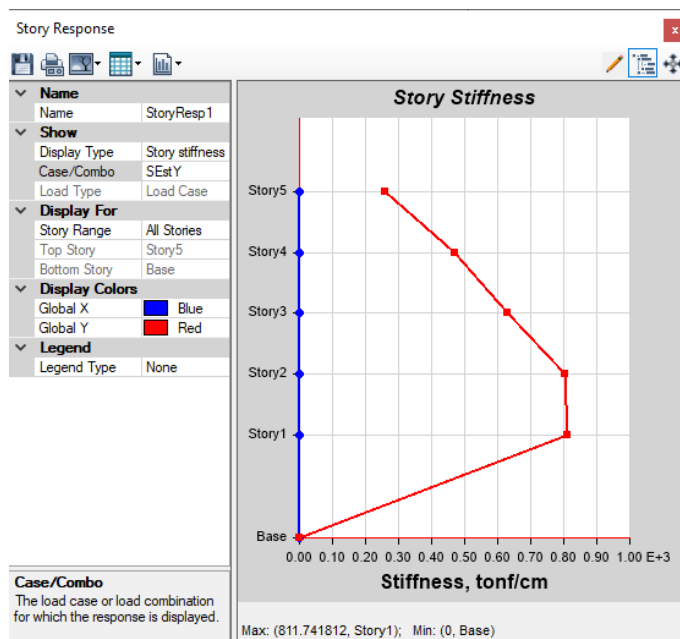 Story Response
x
Name
Name StoryResp1
Show
Display Type Story stiffness
Case/Combo SEstY
Load Type Load Case
Display For
Story Range All Stories
Top Story Story5
Bottom Story Base
Display Colors
Global X Blue
Global Y Red
Legend
Legend Type None
Case/Combo
The load case or load combination
for which the response is displayed.
Story Stiffness
Story5
Story4
Story3
Story2
Story1
Base
0.00 0.10 0.20 0.30 0.40 0.50 0.60 0.70 0.80 0.90 1.00 E+3
Stiffness, tonf/cm
Max: (811.741812, Story1); Min: (0, Base)